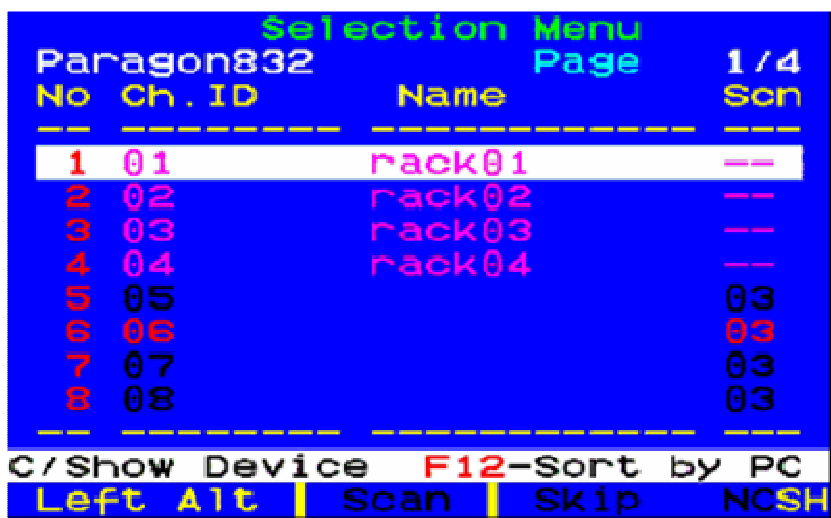 Selection Menu
Paragon832 Page 1/4
No Ch.ID Name Scn
-- -------- ------------ ---
1 01 rack01 --
2 02 rack02 --
3 03 rack03 --
4 04 rack04 --
5 05 03
6 06 03
7 07 03
8 08 03
-- -------- ------------ ---
C/Show Device F12-Sort by PC
Left Alt Scan Skip NCSH